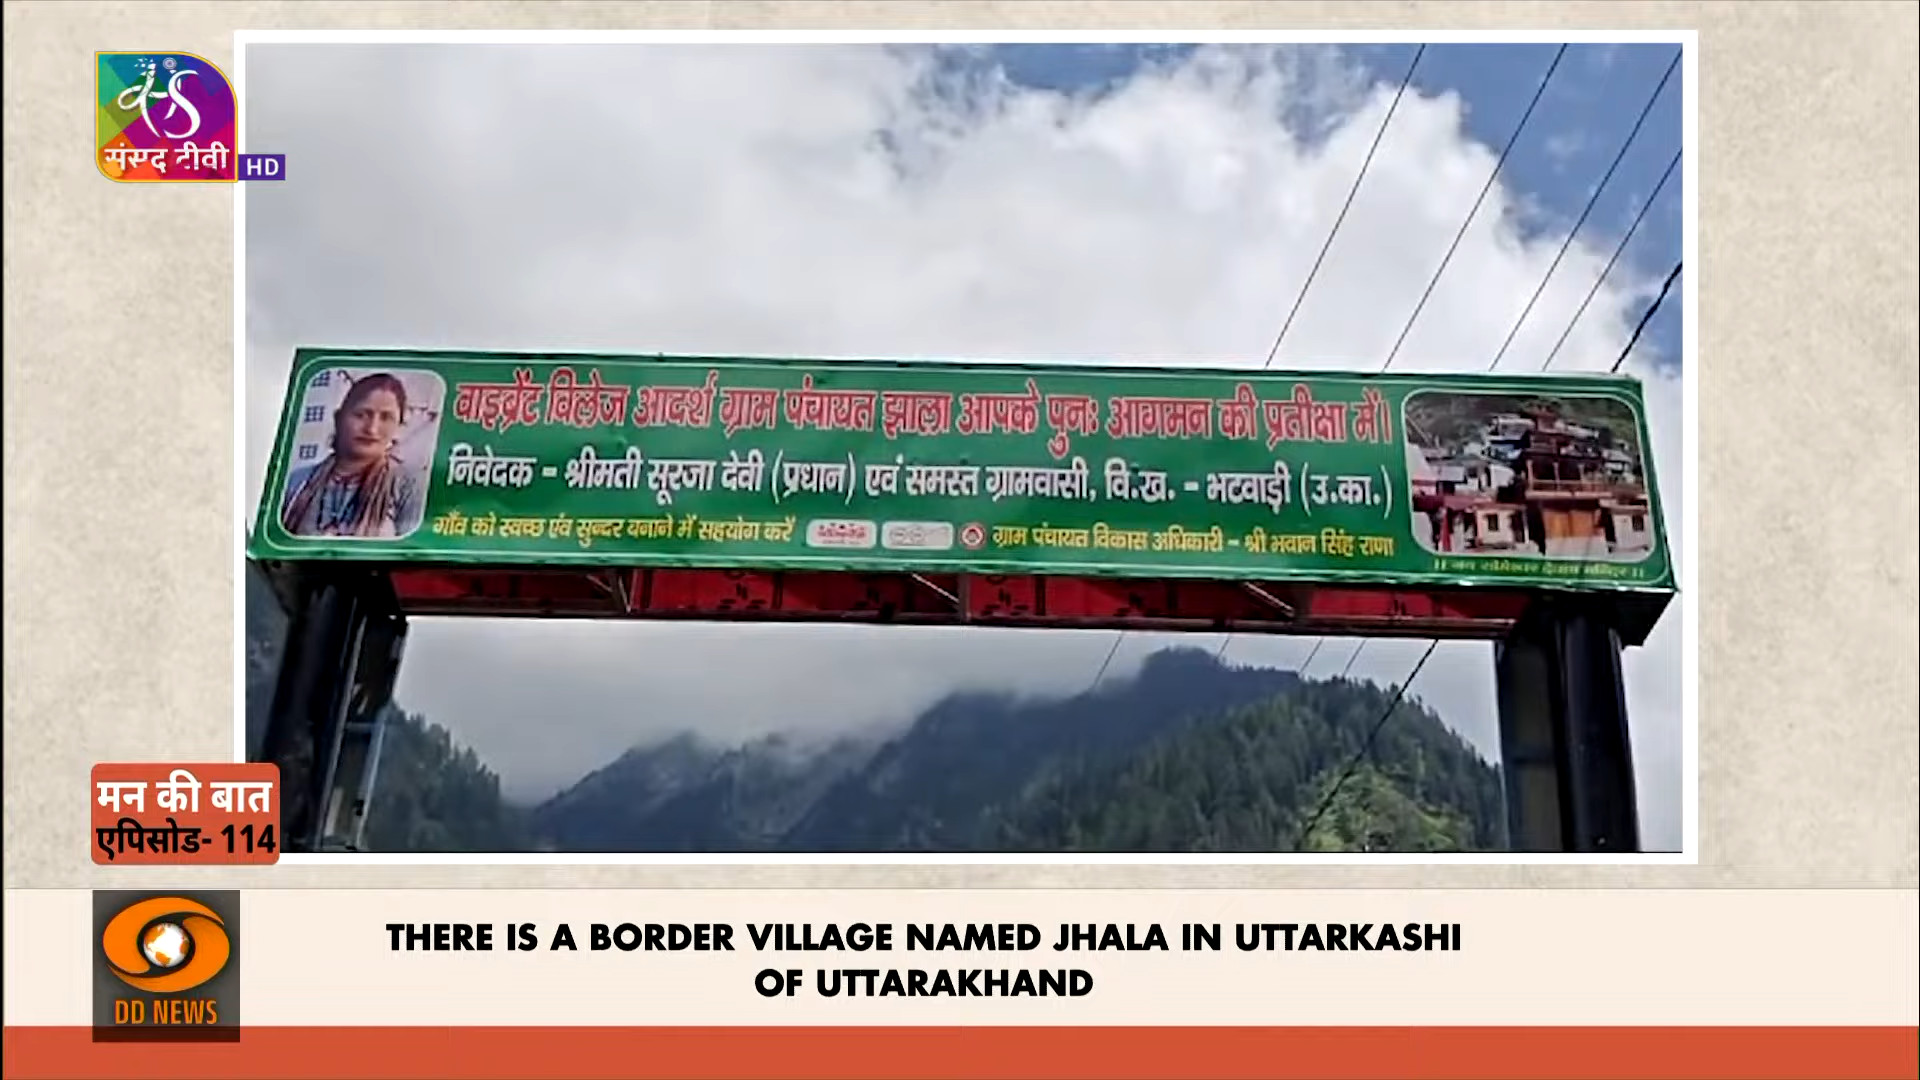 संसद टीवी
HD
वाइब्रेंट विलेज आदर्श ग्राम पंचायत झाला आपके पुनः आगमन की प्रतीक्षा में।
निवेदक - श्रीमती सूरजा देवी (प्रधान) एवं समस्त ग्रामवासी, वि.ख. - भटवाड़ी (उ.का.)
गाँव को स्वच्छ एंव सुन्दर बनाने में सहयोग करें
ग्राम पंचायत विकास अधिकारी - श्री भवान सिंह राणा
मन की बात
एपिसोड- 114
THERE IS A BORDER VILLAGE NAMED JHALA IN UTTARKASHI
OF UTTARAKHAND
DD NEWS